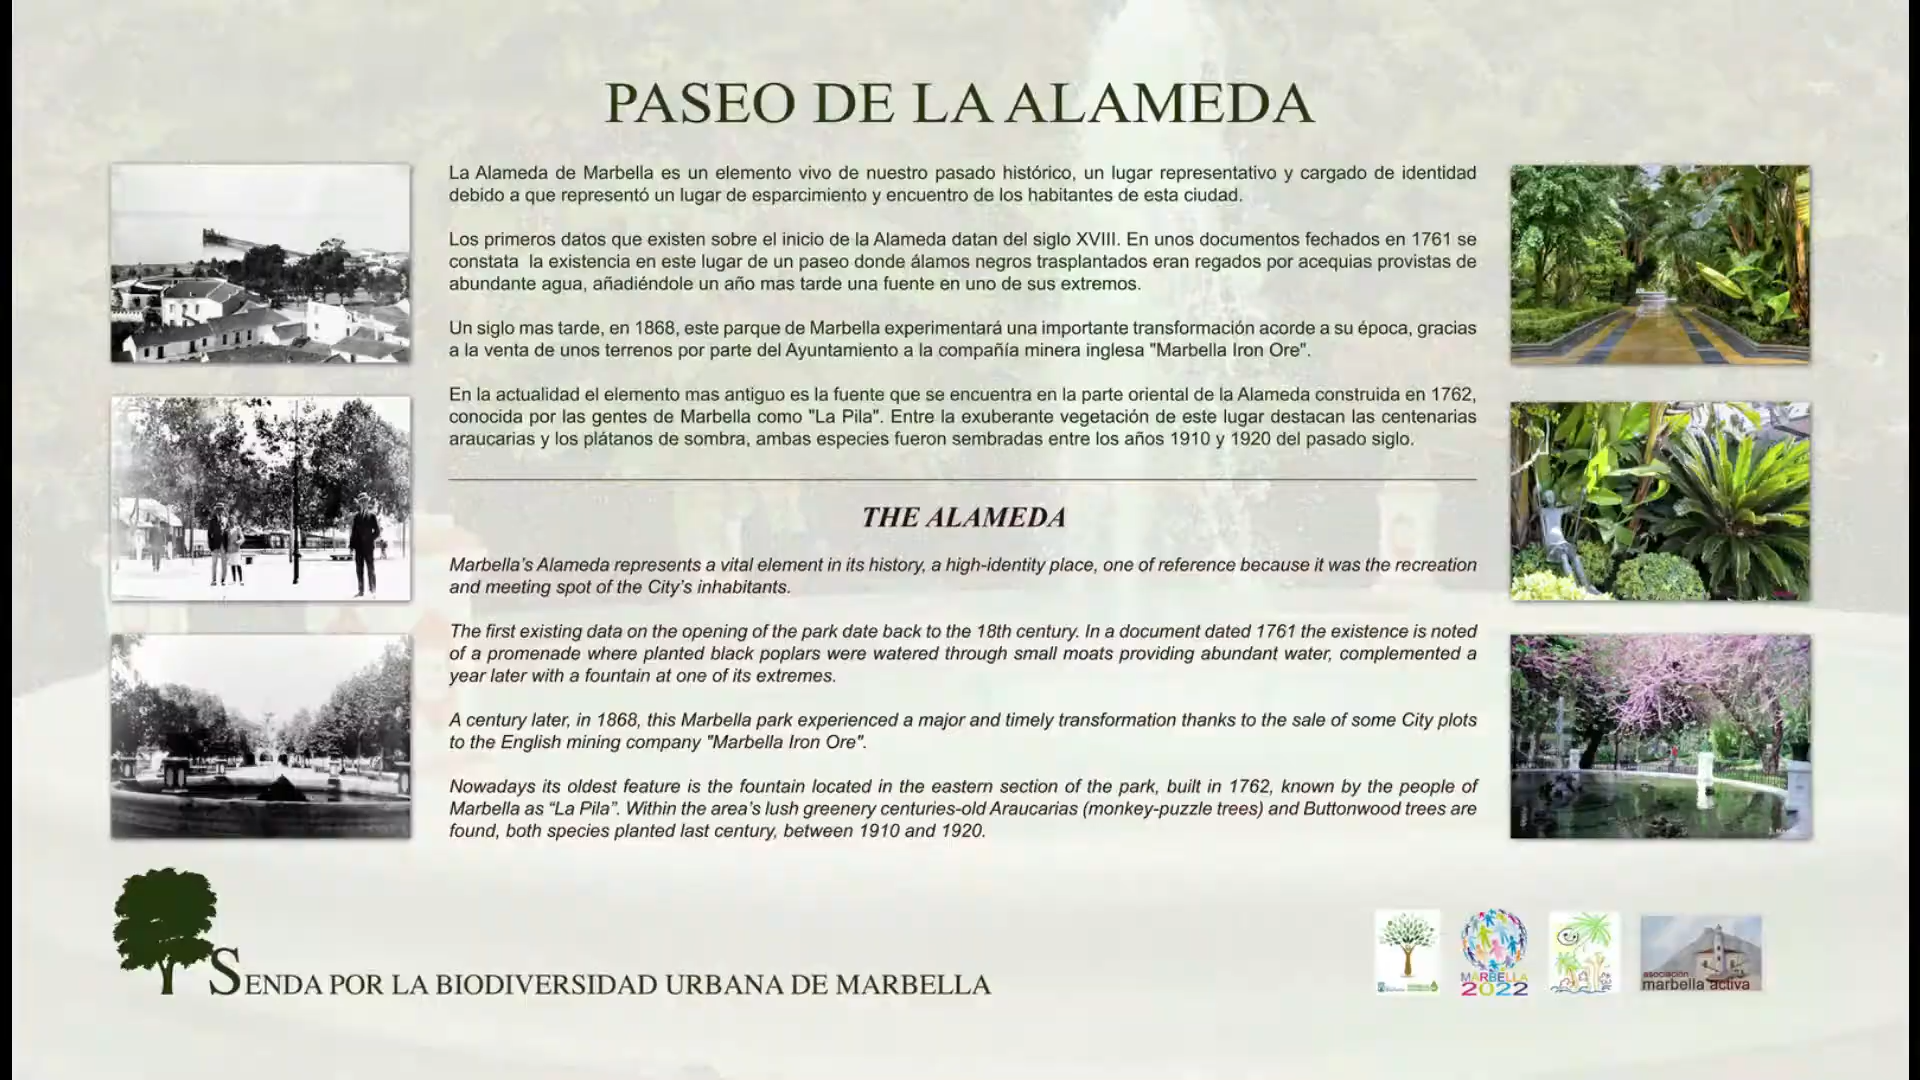 PASEO DE LA ALAMEDA
La Alameda de Marbella es un elemento vivo de nuestro pasado histórico, un lugar representativo y cargado de identidad
debido a que representó un lugar de esparcimiento y encuentro de los habitantes de esta ciudad.
Los primeros datos que existen sobre el inicio de la Alameda datan del siglo XVIII. En unos documentos fechados en 1761 se
constata la existencia en este lugar de un paseo donde álamos negros trasplantados eran regados por acequias provistas de
abundante agua, añadiéndole un año mas tarde una fuente en uno de sus extremos.
Un siglo mas tarde, en 1868, este parque de Marbella experimentará una importante transformación acorde a su época, gracias
a la venta de unos terrenos por parte del Ayuntamiento a la compañía minera inglesa "Marbella Iron Ore".
En la actualidad el elemento mas antiguo es la fuente que se encuentra en la parte oriental de la Alameda construida en 1762,
conocida por las gentes de Marbella como "La Pila". Entre la exuberante vegetación de este lugar destacan las centenarias
araucarias y los plátanos de sombra, ambas especies fueron sembradas entre los años 1910 y 1920 del pasado siglo.
THE ALAMEDA
Marbella's Alameda represents a vital element in its history, a high-identity place, one of reference because it was the recreation
and meeting spot of the City's inhabitants.
The first existing data on the opening of the park date back to the 18th century. In a document dated 1761 the existence is noted
of a promenade where planted black poplars were watered through small moats providing abundant water, complemented a
year later with a fountain at one of its extremes.
A century later, in 1868, this Marbella park experienced a major and timely transformation thanks to the sale of some City plots
to the English mining company "Marbella Iron Ore".
Nowadays its oldest feature is the fountain located in the eastern section of the park, built in 1762, known by the people of
Marbella as “La Pila”. Within the area's lush greenery centuries-old Araucarias (monkey-puzzle trees) and Buttonwood trees are
found, both species planted last century, between 1910 and 1920.
SENDA POR LA BIODIVERSIDAD URBANA DE MARBELLA
MARBELLA
2022
asociación
marbella activa